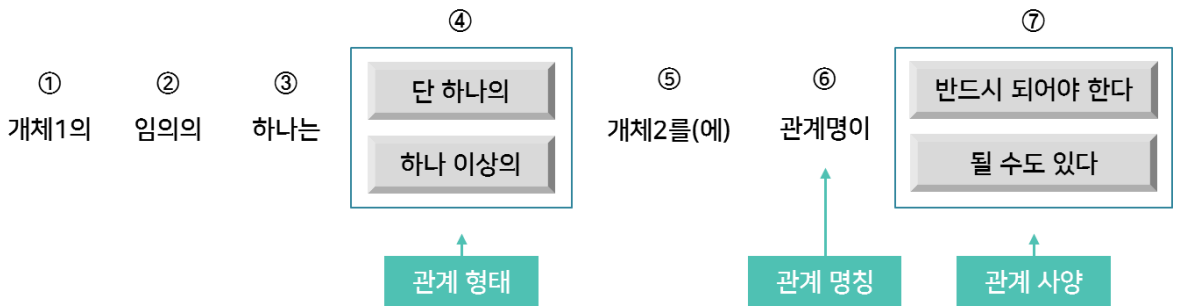 ④ ⑦
① ② ③ 단 하나의 ⑤ ⑥ 반드시 되어야 한다
개체1의 임의의 하나는 개체2를(에) 관계명이
하나 이상의 될 수도 있다
관계 형태 관계 명칭 관계 사양